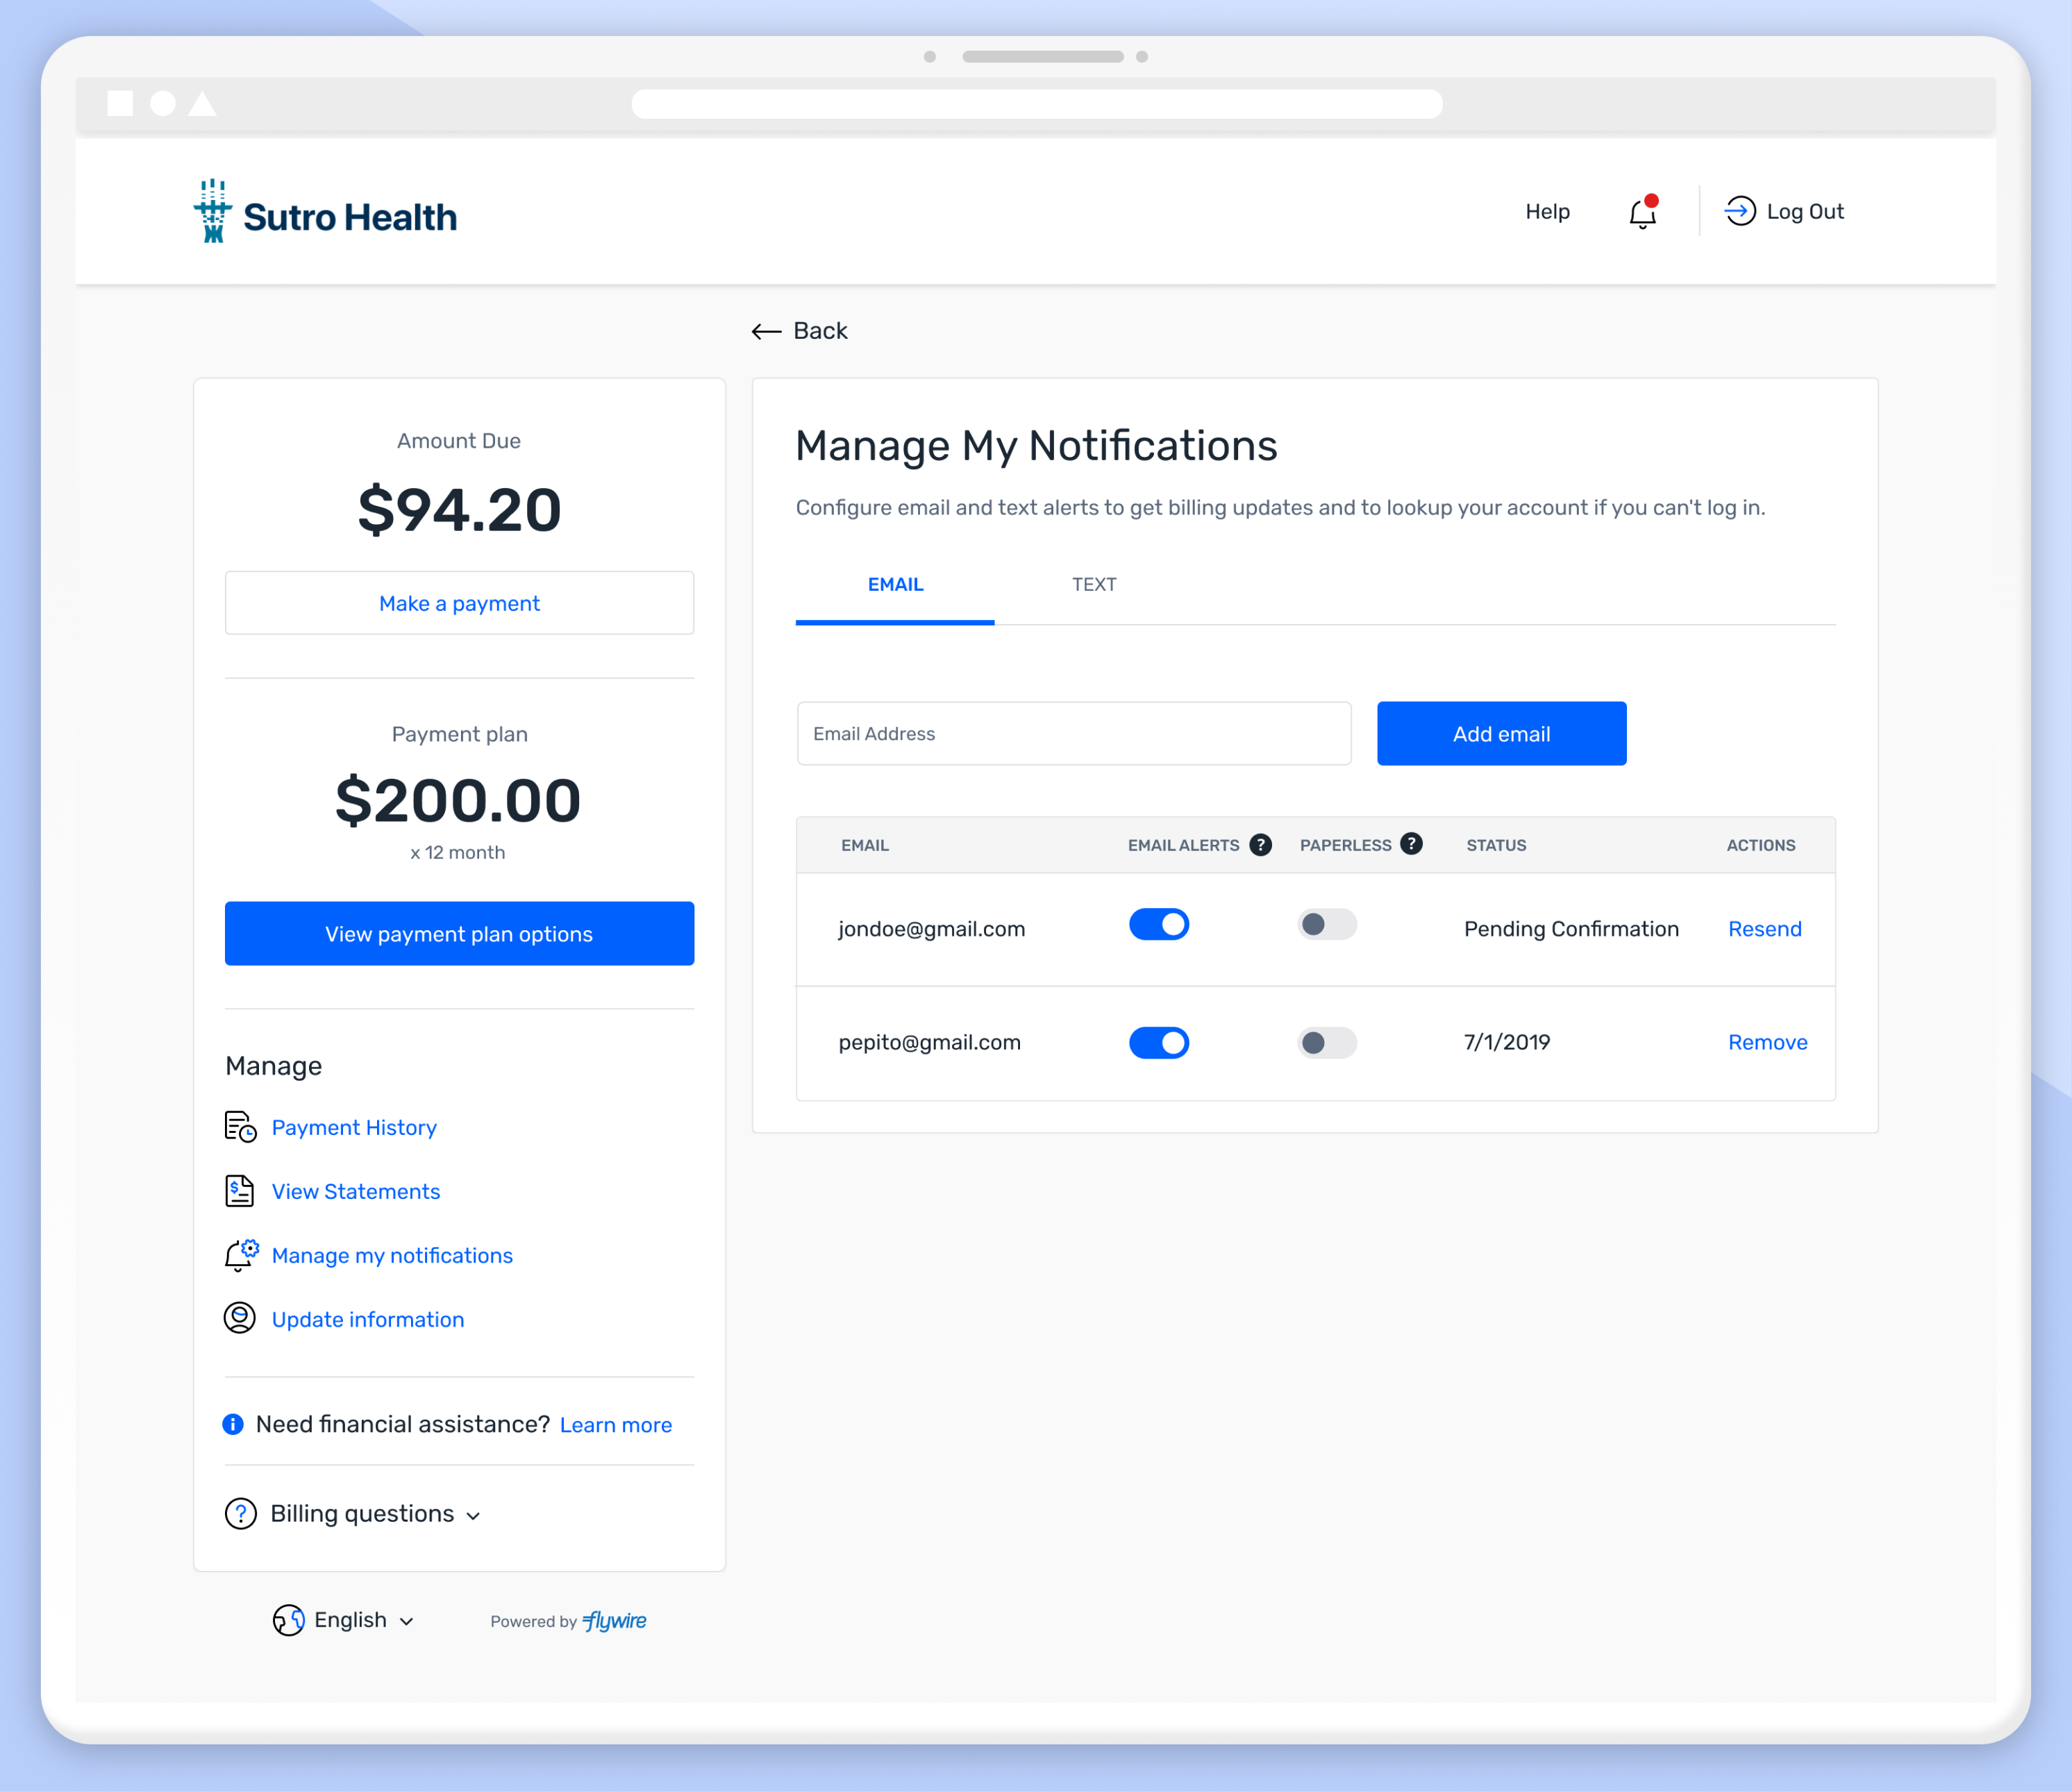 Sutro Health
Help
Log Out
Back
Amount Due
$94.20
Make a payment
Payment plan
$200.00
x 12 month
View payment plan options
Manage
Payment History
View Statements
Manage my notifications
Update information
Need financial assistance? Learn more
Billing questions
English
Powered by flywire
Manage My Notifications
Configure email and text alerts to get billing updates and to lookup your account if you can't log in.
EMAIL TEXT
Email Address
Add email
EMAIL EMAIL ALERTS ? PAPERLESS ? STATUS ACTIONS
jondoe@gmail.com Pending Confirmation Resend
pepito@gmail.com 7/1/2019 Remove